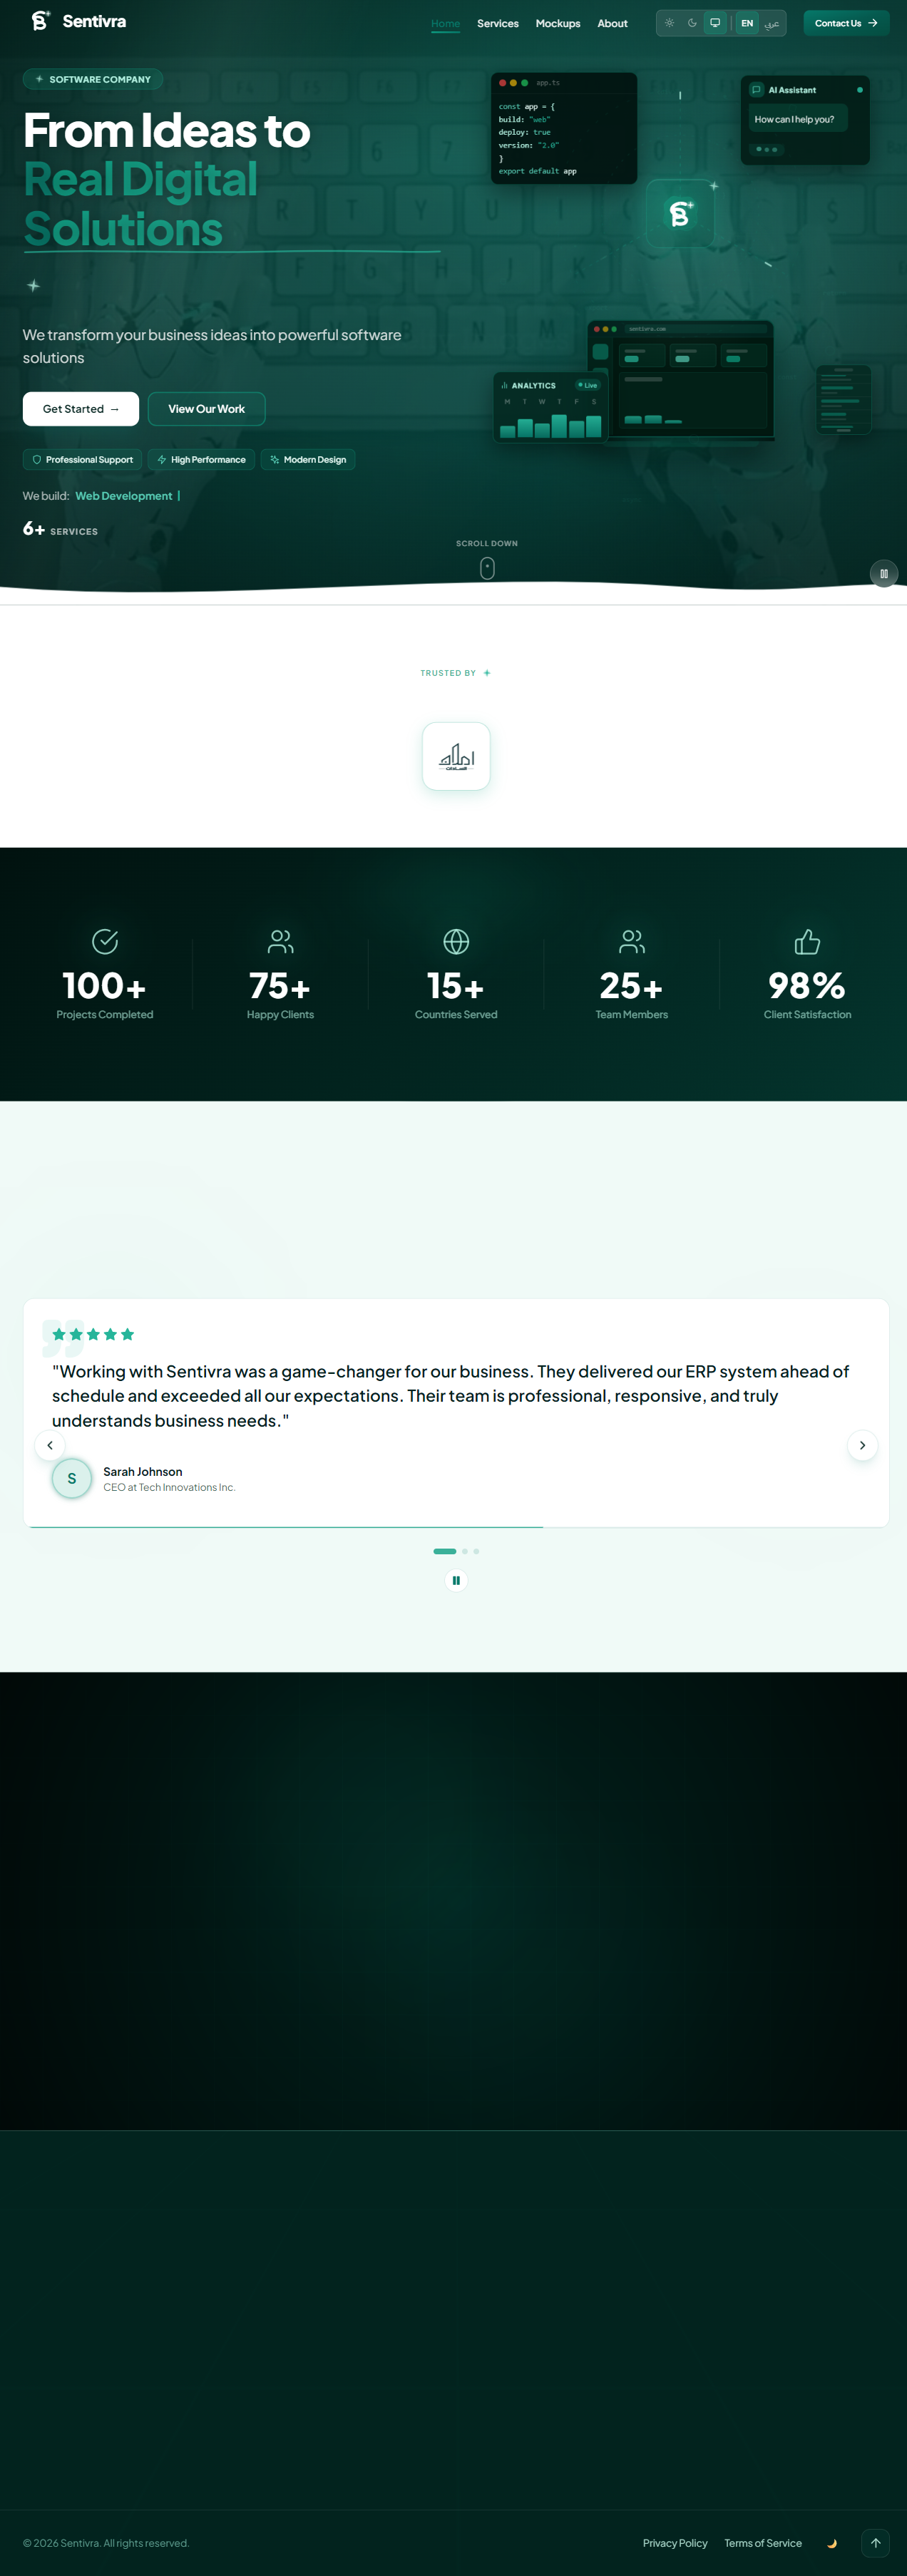 Sentivra
Home
Services
Mockups
About
EN
عربي
Contact Us →
SOFTWARE COMPANY
From Ideas to
Real Digital
Solutions
We transform your business ideas into powerful software
solutions
Get Started →
View Our Work
Professional Support
High Performance
Modern Design
We build: Web Development |
6+ SERVICES
app.ts
const app = {
build: "web"
deploy: true
version: "2.0"
}
export default app
AI Assistant
How can I help you?
sentivra.com
ANALYTICS
Live
M T W T F S
SCROLL DOWN
TRUSTED BY
100+
Projects Completed
75+
Happy Clients
15+
Countries Served
25+
Team Members
98%
Client Satisfaction
"Working with Sentivra was a game-changer for our business. They delivered our ERP system ahead of
schedule and exceeded all our expectations. Their team is professional, responsive, and truly
understands business needs."
S
Sarah Johnson
CEO at Tech Innovations Inc.
© 2026 Sentivra. All rights reserved.
Privacy Policy
Terms of Service